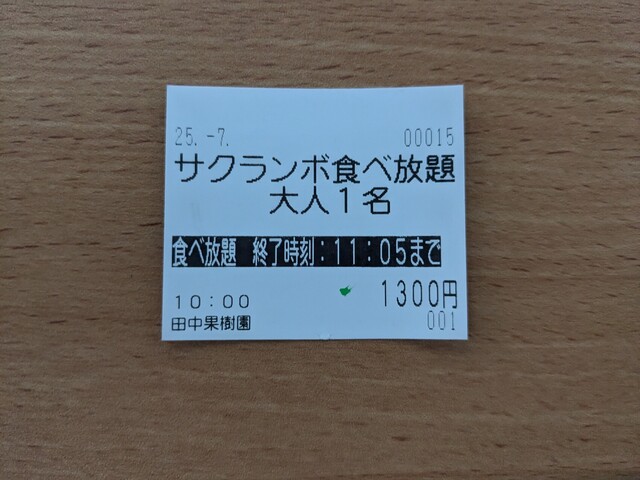 25.-7. 00015
サクランボ食べ放題
大人1名
食べ放題 終了時刻:11:05まで
10:00 1300円
田中果樹園 001